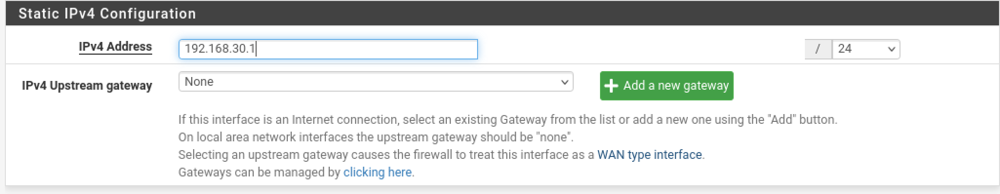 Static IPv4 Configuration
IPv4 Address
192.168.30.1
/
24
IPv4 Upstream gateway
None
Add a new gateway
If this interface is an Internet connection, select an existing Gateway from the list or add a new one using the "Add" button.
On local area network interfaces the upstream gateway should be "none".
Selecting an upstream gateway causes the firewall to treat this interface as a WAN type interface.
Gateways can be managed by clicking here.